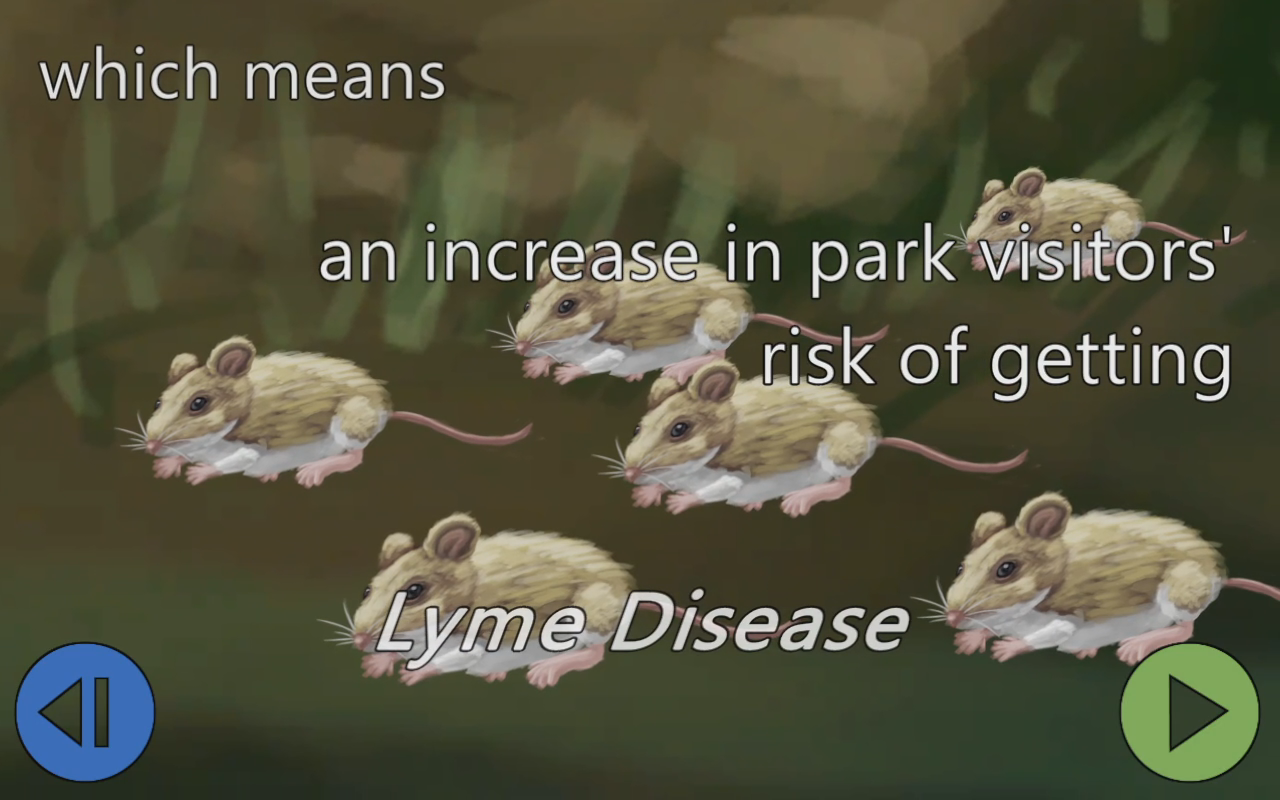 which means
an increase in park visitors'
risk of getting
Lyme Disease